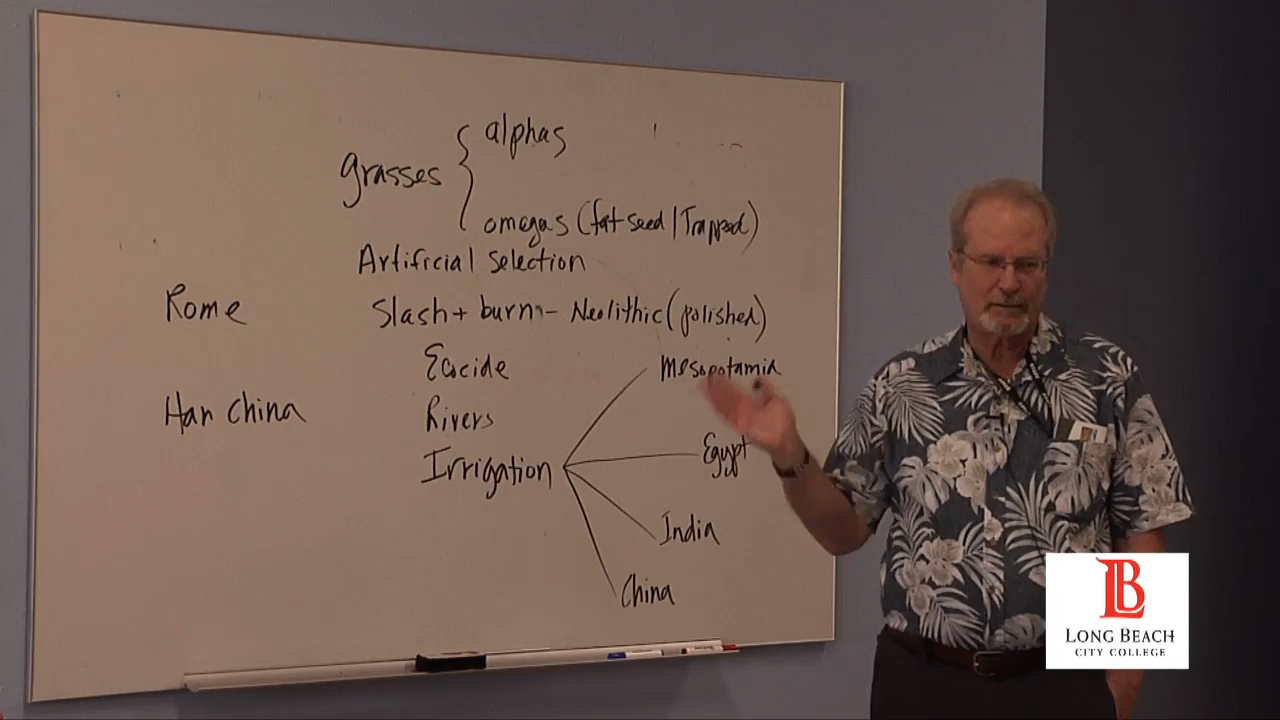 grasses { alphas
omegas (fat seed / Trapped)
Artificial selection
Rome
Slash + burn - Neolithic (polished)
Ecocide
Mesopotamia
Han China
Rivers
Irrigation
Egypt
India
China
LB
LONG BEACH
CITY COLLEGE